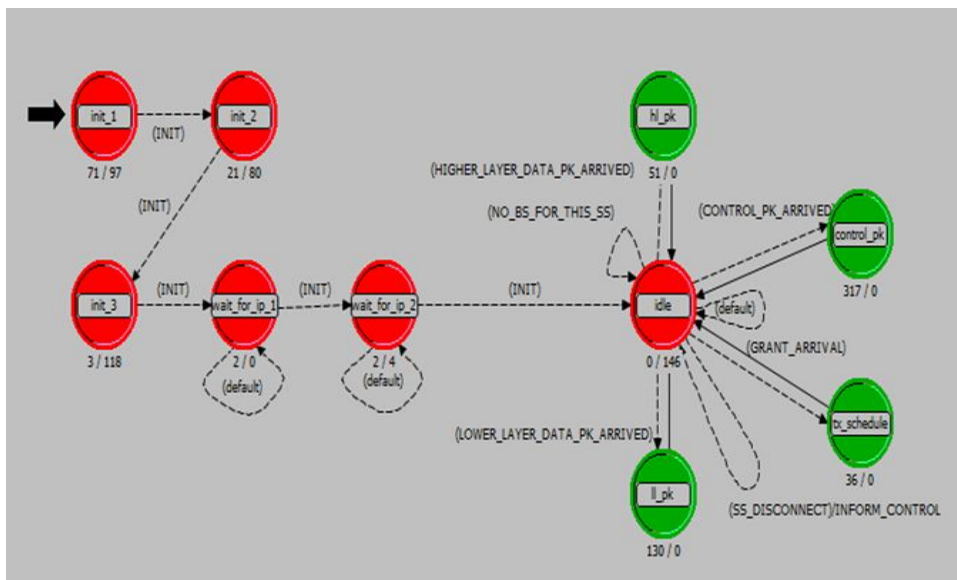 init_1
(INIT)
init_2
71 / 97
21 / 80
(INIT)
hl_pk
(HIGHER_LAYER_DATA_PK_ARRIVED)
51 / 0
(NO_BS_FOR_THIS_SS)
(CONTROL_PK_ARRIVED)
control_pk
317 / 0
init_3
(INIT)
wait_for_ip_1
(INIT)
wait_for_ip_2
(INIT)
idle
(default)
3 / 118
2 / 0
2 / 4
0 / 146
(default)
(default)
(GRANT_ARRIVAL)
tx_schedule
36 / 0
(LOWER_LAYER_DATA_PK_ARRIVED)
ll_pk
130 / 0
(SS_DISCONNECT)/INFORM_CONTROL